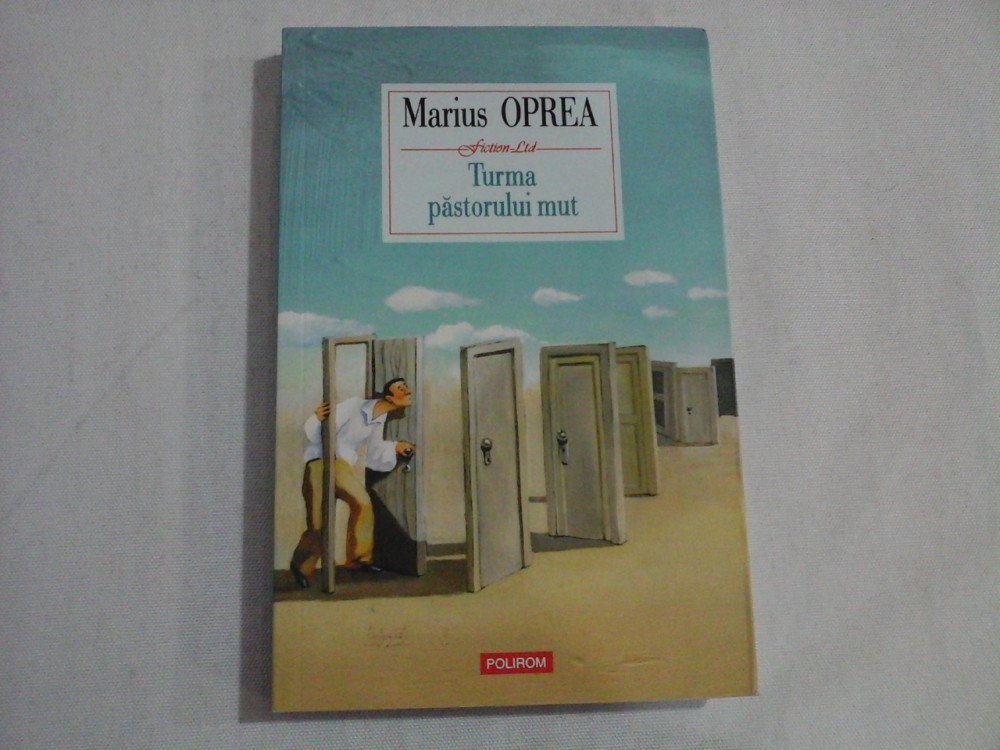 Marius OPREA
Fiction Ltd
Turma
păstorului mut
POLIROM